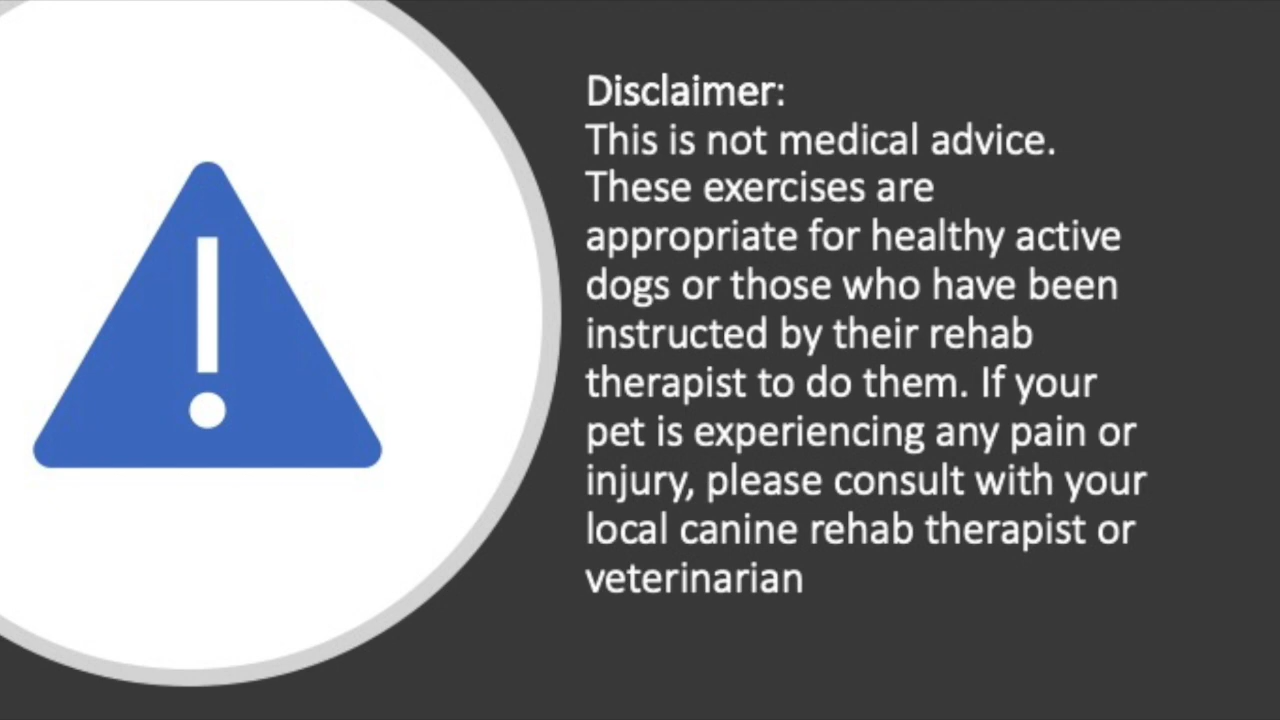 Disclaimer:
This is not medical advice.
These exercises are
appropriate for healthy active
dogs or those who have been
instructed by their rehab
therapist to do them. If your
pet is experiencing any pain or
injury, please consult with your
local canine rehab therapist or
veterinarian